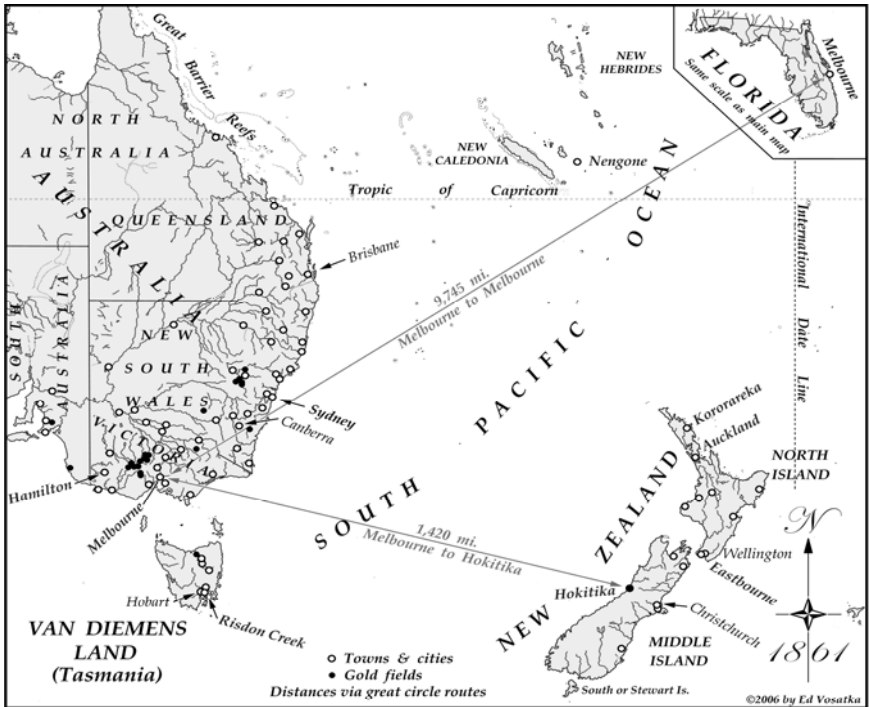 Great
Barrier
Reefs
NEW
HEBRIDES
FLORIDA
Same scale as main map
Melbourne
NORTH
AUSTRALIA
NEW
CALEDONIA
Nengone
Tropic of Capricorn
AUSTRALIA
QUEENSLAND
Brisbane
SOUTH
AUSTRALIA
NEW
SOUTH
WALES
9,745 mi.
Melbourne to Melbourne
SOUTH PACIFIC OCEAN
International Date Line
Sydney
Canberra
VICTORIA
Hamilton
Melbourne
1,420 mi.
Melbourne to Hokitika
Kororareka
Auckland
NORTH
ISLAND
NEW ZEALAND
Wellington
Eastbourne
Hokitika
Christchurch
MIDDLE
ISLAND
South or Stewart Is.
Hobart
Risdon Creek
VAN DIEMENS
LAND
(Tasmania)
Towns & cities
Gold fields
Distances via great circle routes
N
1861
©2006 by Ed Vosatka